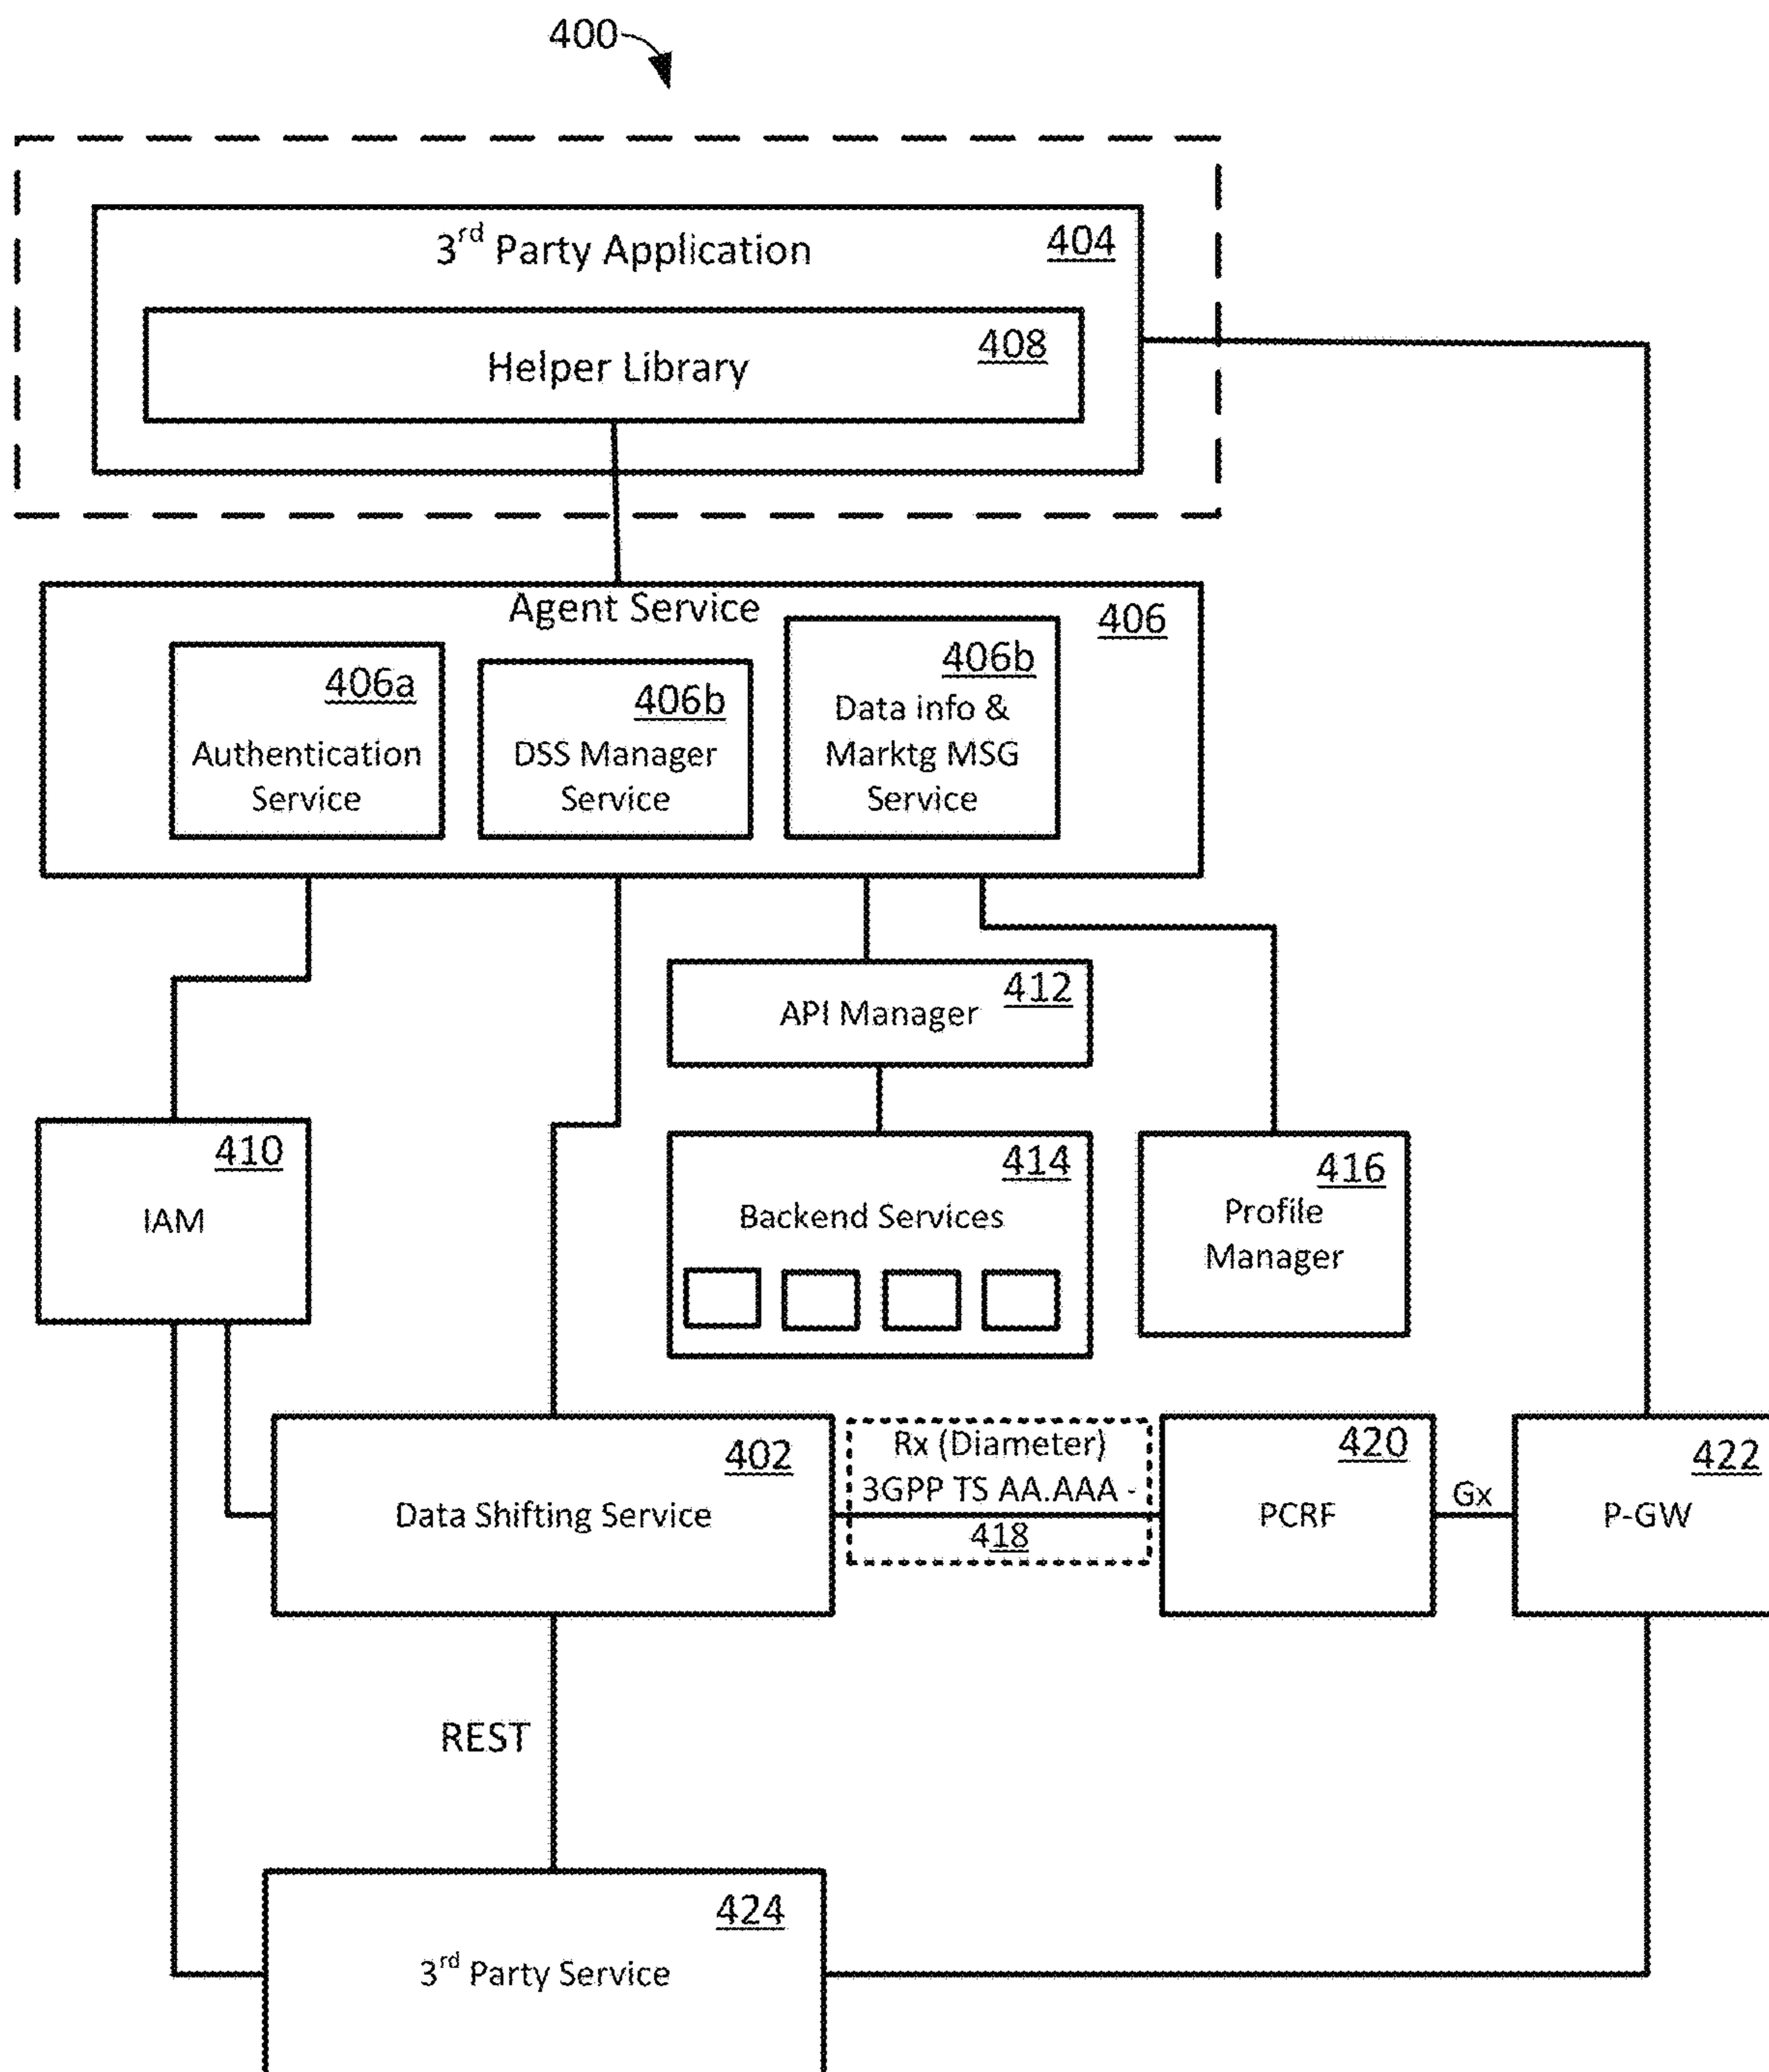 400
3rd Party Application
404
Helper Library
408
Agent Service
406
406a
Authentication
Service
406b
DSS Manager
Service
406b
Data info &
Marktg MSG
Service
API Manager
412
410
IAM
414
Backend Services
416
Profile
Manager
402
Data Shifting Service
Rx (Diameter)
3GPP TS AA.AAA -
418
420
PCRF
Gx
422
P-GW
REST
424
3rd Party Service